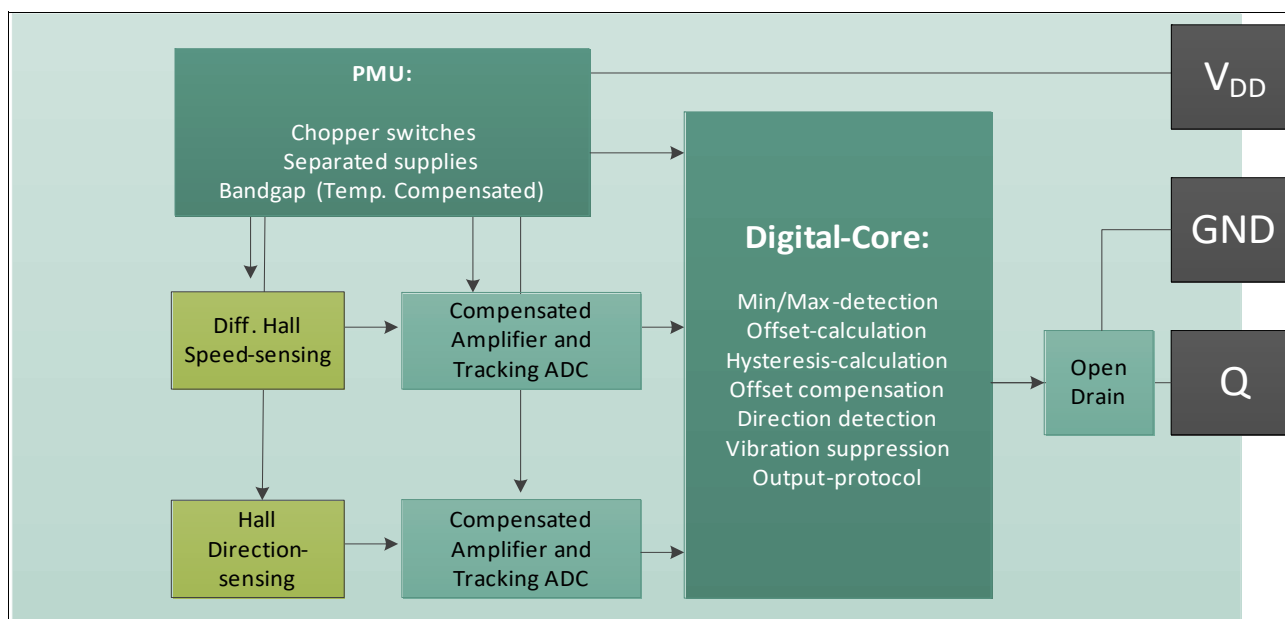 PMU:
Chopper switches
Separated supplies
Bandgap (Temp. Compensated)
V_DD
GND
Digital-Core:
Min/Max-detection
Offset-calculation
Hysteresis-calculation
Offset compensation
Direction detection
Vibration suppression
Output-protocol
Diff. Hall
Speed-sensing
Compensated
Amplifier and
Tracking ADC
Open
Drain
Q
Hall
Direction-
sensing
Compensated
Amplifier and
Tracking ADC